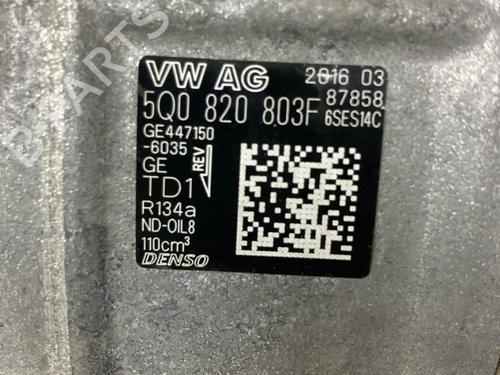 VW AG 2016 03
5Q0 820 803F 87858
6SES14C
GE447150
-6035
GE REV
TD1
R134a
ND-OIL8
110cm³
DENSO